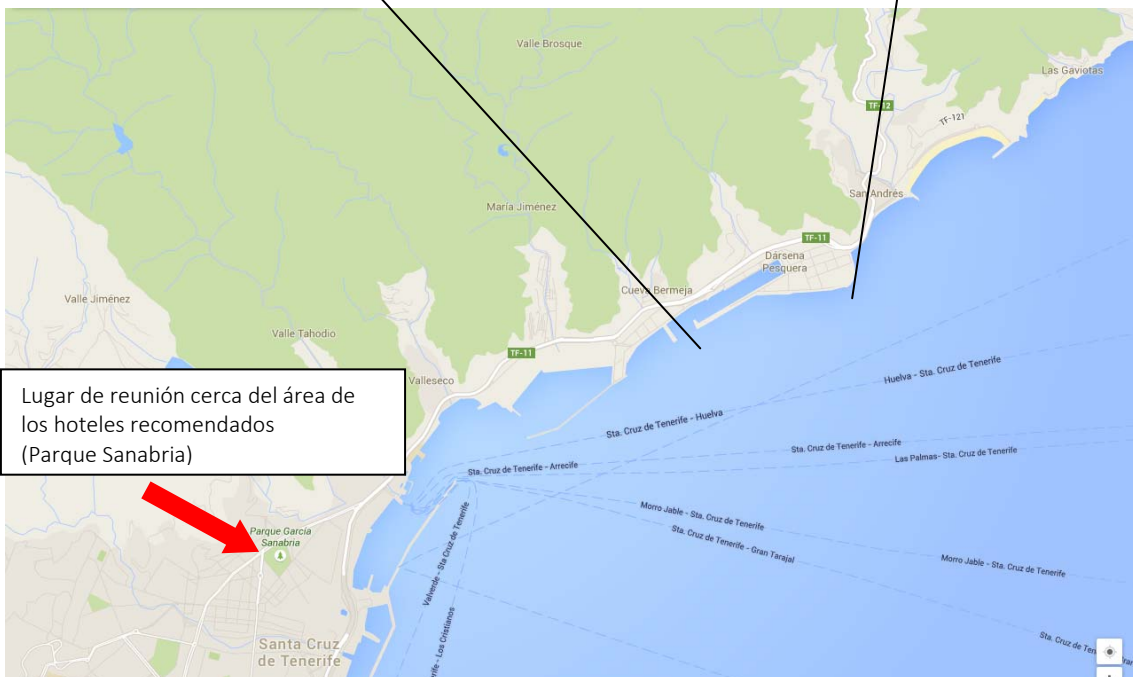 Valle Brosque
Las Gaviotas
TF-12
TF-121
San Andrés
María Jiménez
TF-11
Dársena
Pesquera
Cueva Bermeja
Valle Jiménez
Valle Tahodio
TF-11
Valleseco
Lugar de reunión cerca del área de
los hoteles recomendados
(Parque Sanabria)
Huelva - Sta. Cruz de Tenerife
Sta. Cruz de Tenerife - Huelva
Sta. Cruz de Tenerife - Arrecife
Las Palmas- Sta. Cruz de Tenerife
Sta. Cruz de Tenerife - Arrecife
Morro Jable - Sta. Cruz de Tenerife
Sta. Cruz de Tenerife - Gran Tarajal
Morro Jable - Sta. Cruz de Tenerife
Valverde - Sta Cruz de Tenerife
Parque García
Sanabria
Santa Cruz
de Tenerife
rife - Los Cristianos
Sta. Cruz de Ten